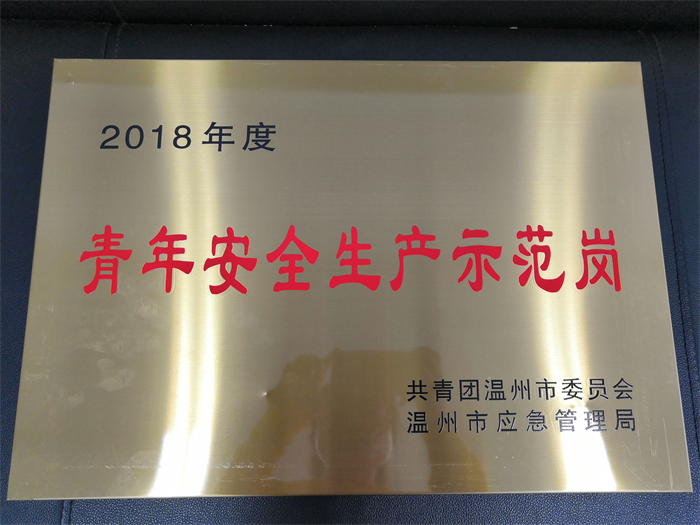 2018年度
青年安全生产示范岗
共青团温州市委员会
温州市应急管理局